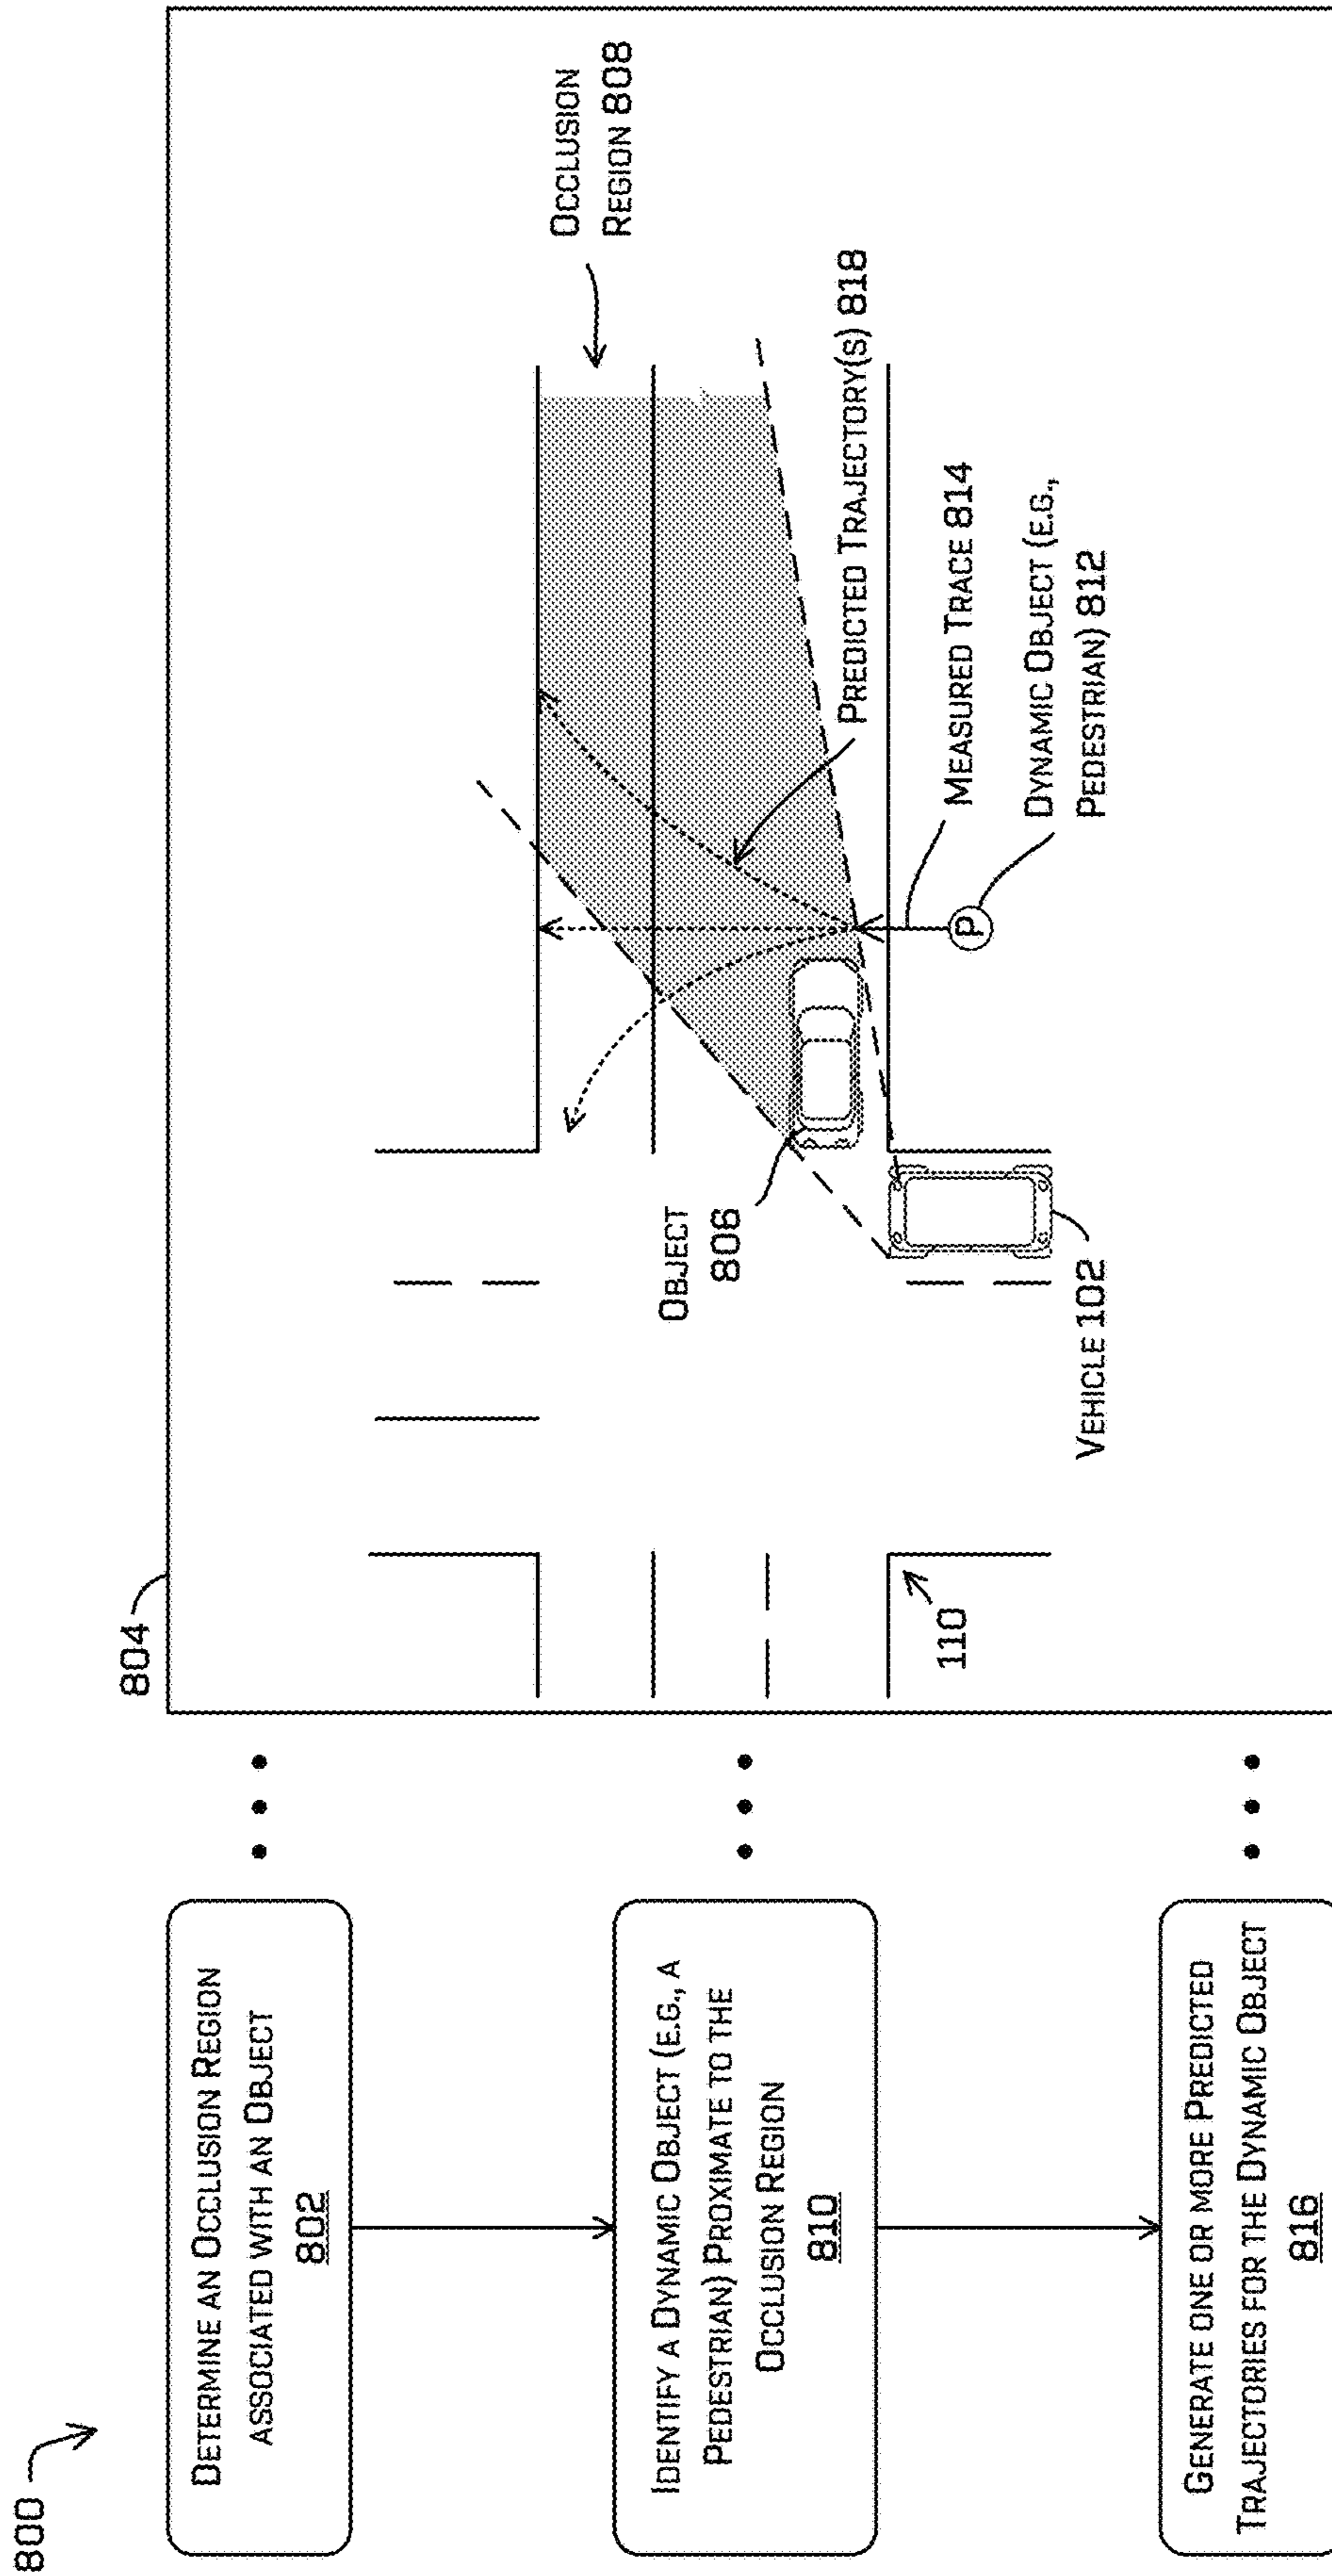 800
DETERMINE AN OCCLUSION REGION
ASSOCIATED WITH AN OBJECT
802
IDENTIFY A DYNAMIC OBJECT (E.G., A
PEDESTRIAN) PROXIMATE TO THE
OCCLUSION REGION
810
GENERATE ONE OR MORE PREDICTED
TRAJECTORIES FOR THE DYNAMIC OBJECT
816
804
OCCLUSION
REGION 808
OBJECT
806
PREDICTED TRAJECTORY(S) 818
MEASURED TRACE 814
DYNAMIC OBJECT (E.G.,
PEDESTRIAN) 812
P
110
VEHICLE 102